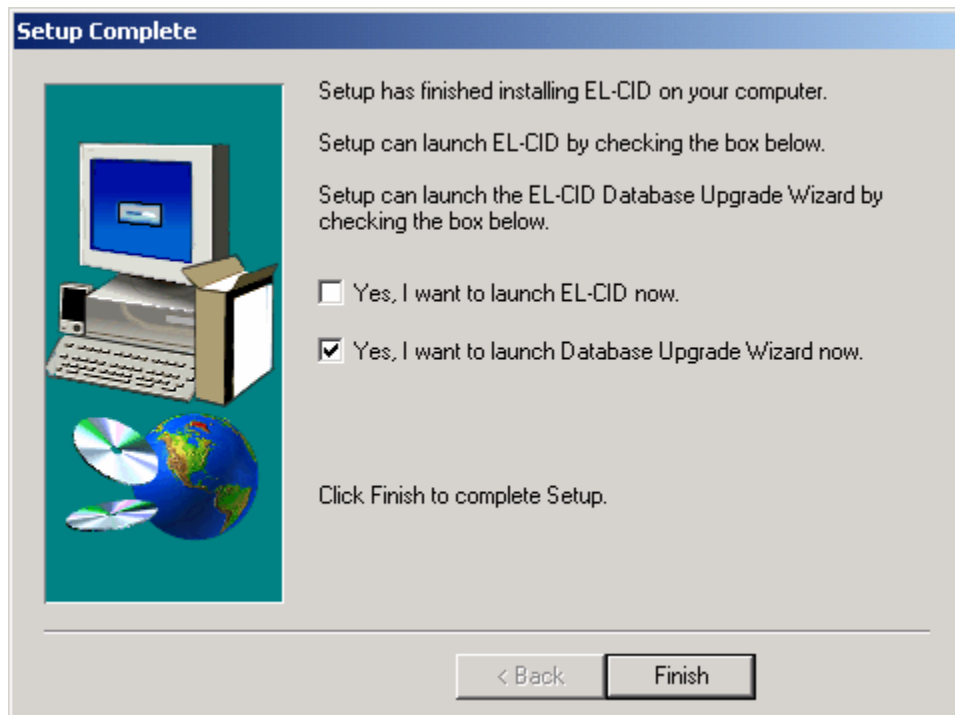 Setup Complete
Setup has finished installing EL-CID on your computer.
Setup can launch EL-CID by checking the box below.
Setup can launch the EL-CID Database Upgrade Wizard by
checking the box below.
Yes, I want to launch EL-CID now.
Yes, I want to launch Database Upgrade Wizard now.
Click Finish to complete Setup.
< Back
Finish